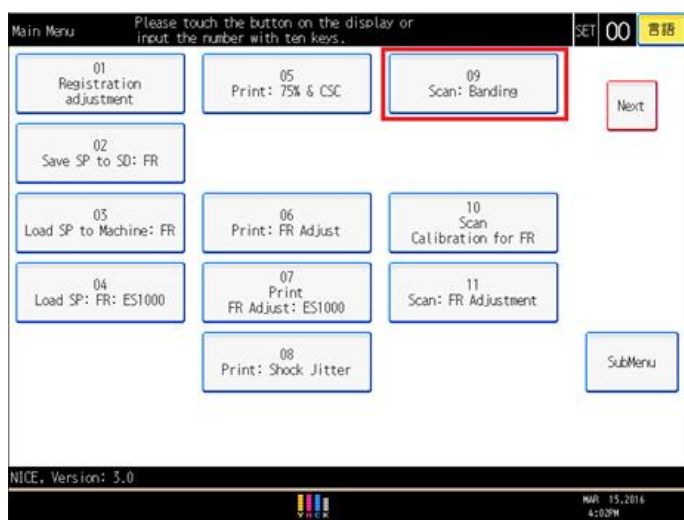 Main Menu
Please touch the button on the display or
input the number with ten keys.
SET 00 言語
01
Registration
adjustment
05
Print: 75% & CSC
09
Scan: Banding
Next
02
Save SP to SD: FR
03
Load SP to Machine: FR
06
Print: FR Adjust
10
Scan
Calibration for FR
04
Load SP: FR: ES1000
07
Print
FR Adjust: ES1000
11
Scan: FR Adjustment
08
Print: Shock Jitter
SubMenu
NICE, Version: 3.0
Y M C K
MAR 15,2016
4:02PM